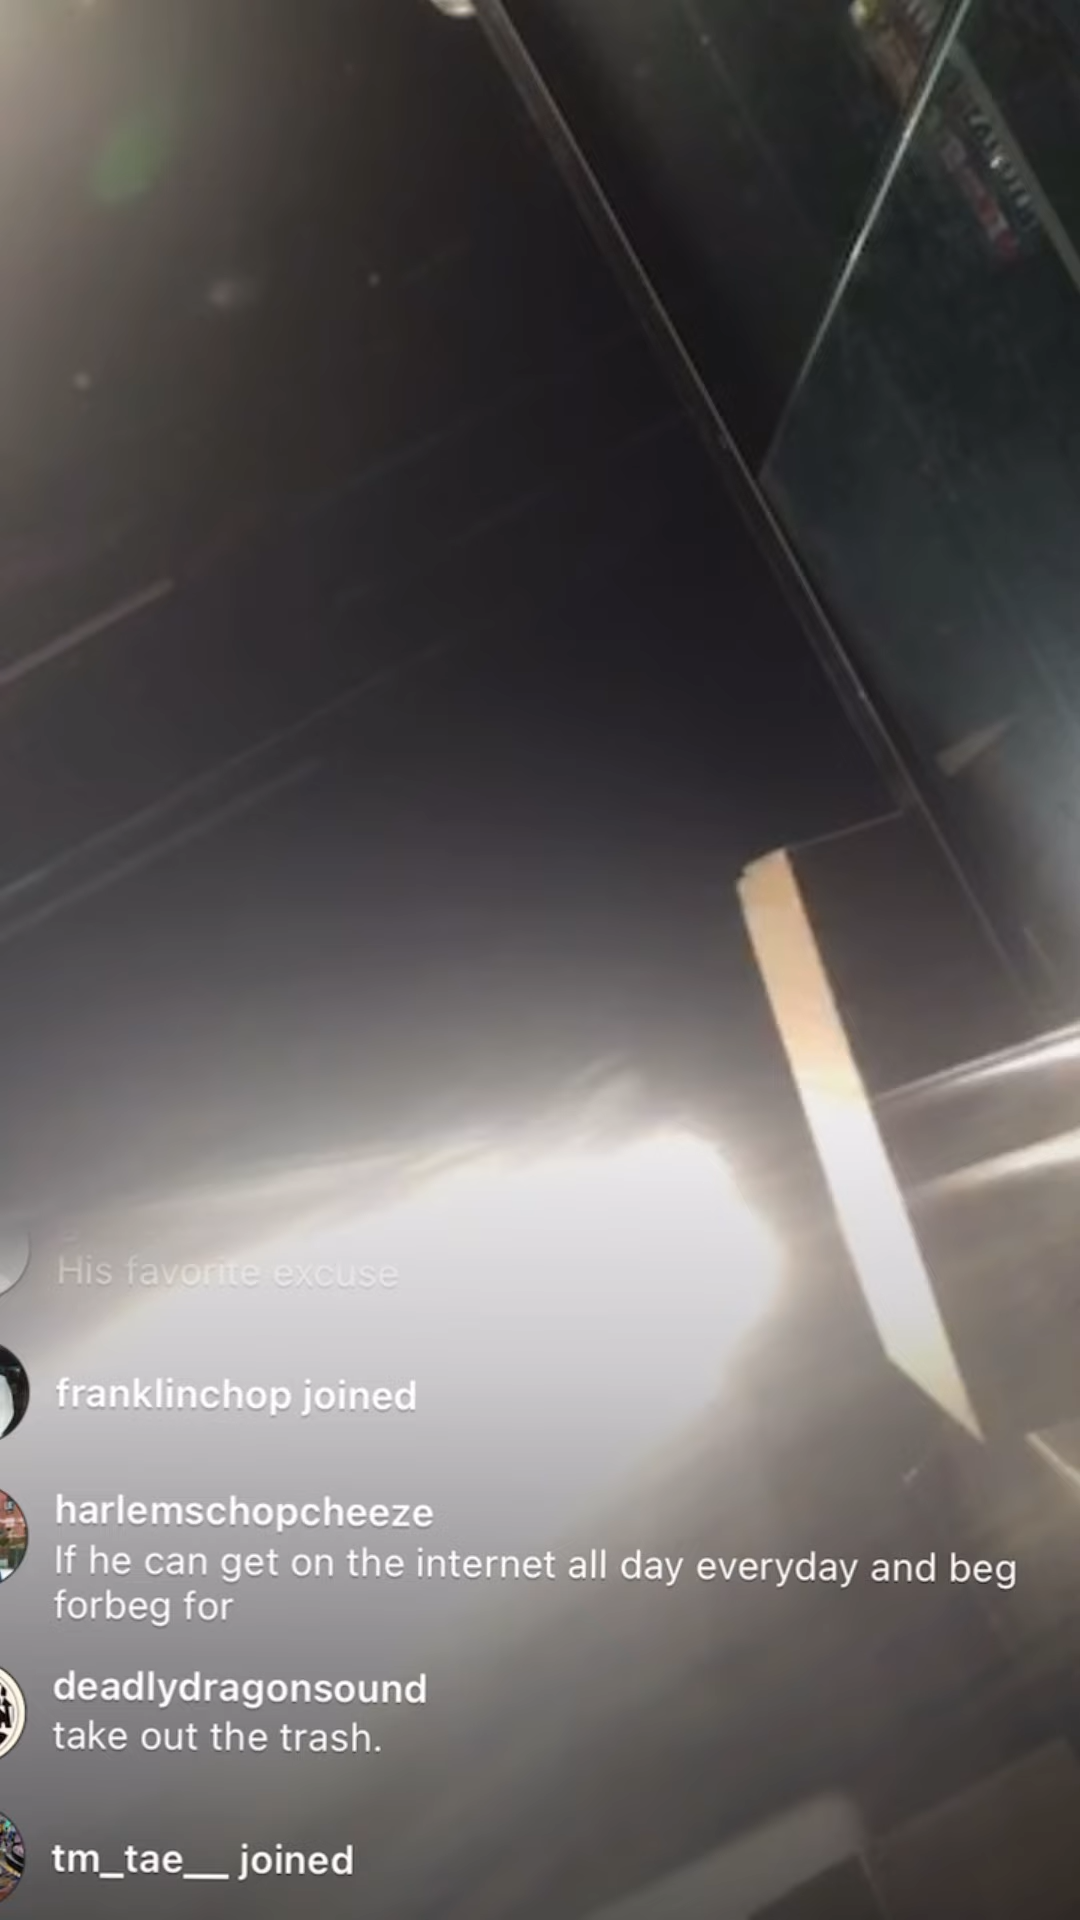 His favorite excuse
franklinchop joined
harlemschopcheeze
If he can get on the internet all day everyday and beg
forbeg for
deadlydragonsound
take out the trash.
tm_tae__ joined